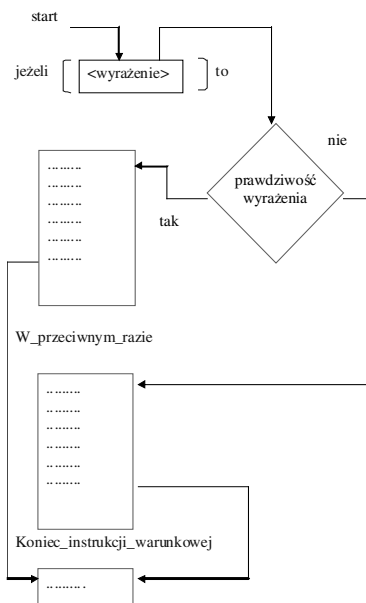 start
jeżeli <wyrażenie> to
nie
prawdziwość
wyrażenia
tak
.........
.........
.........
.........
.........
.........
W_przeciwnym_razie
.........
.........
.........
.........
.........
.........
Koniec_instrukcji_warunkowej
..........